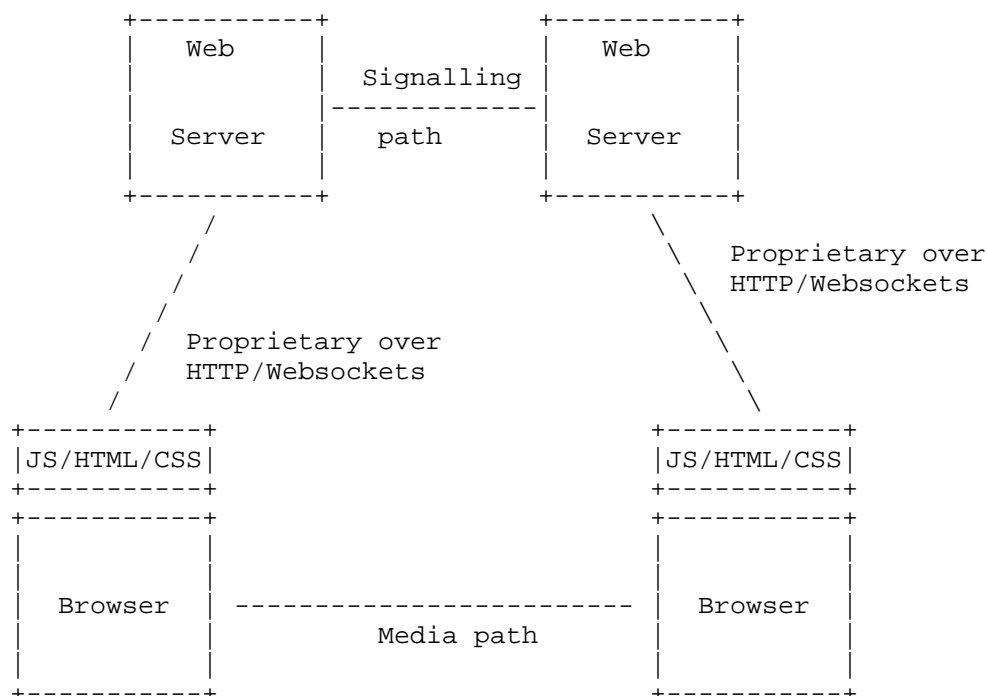 Web Web
Signalling
Server path Server
Proprietary over
HTTP/Websockets
Proprietary over
HTTP/Websockets
JS/HTML/CSS JS/HTML/CSS
Browser Browser
Media path